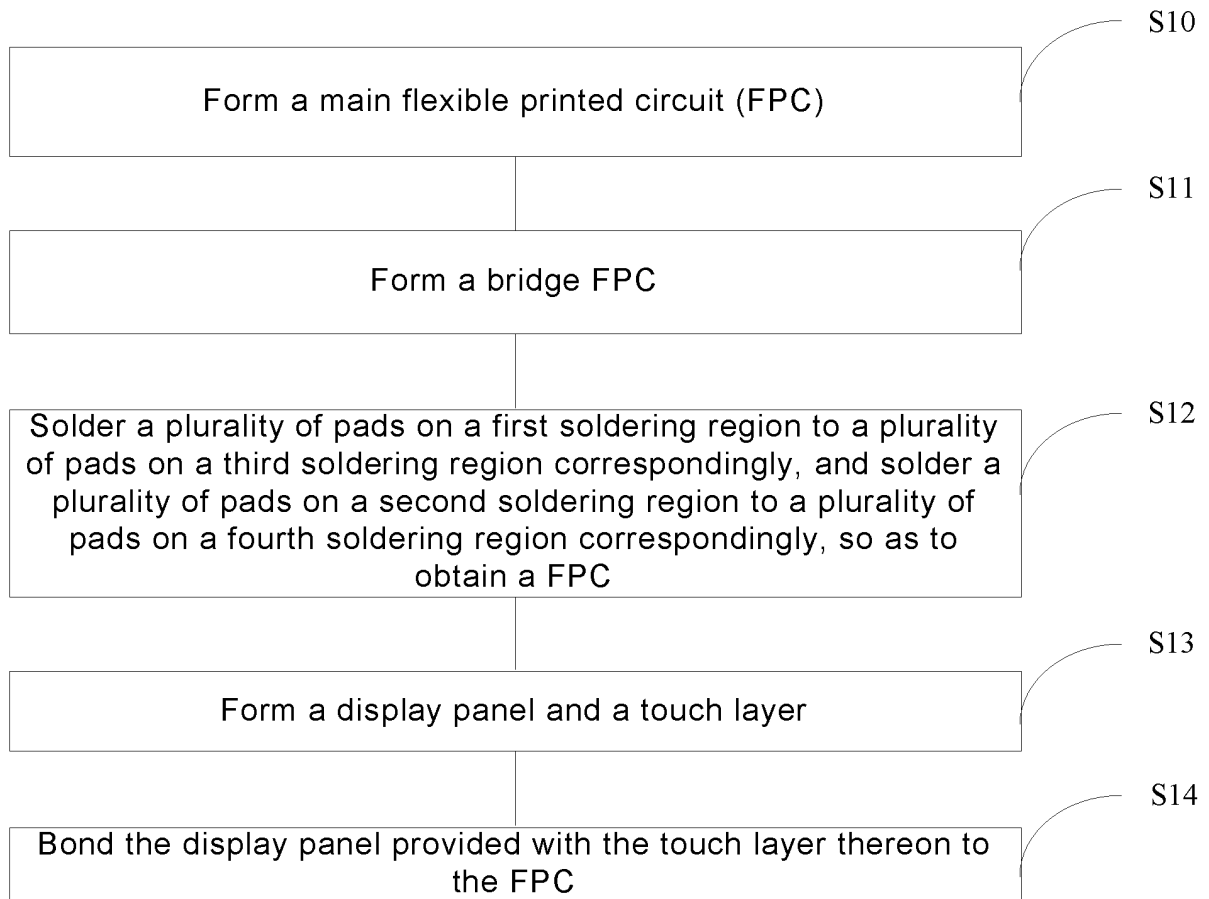 S10
Form a main flexible printed circuit (FPC)
S11
Form a bridge FPC
S12
Solder a plurality of pads on a first soldering region to a plurality
of pads on a third soldering region correspondingly, and solder a
plurality of pads on a second soldering region to a plurality of
pads on a fourth soldering region correspondingly, so as to
obtain a FPC
S13
Form a display panel and a touch layer
S14
Bond the display panel provided with the touch layer thereon to
the FPC